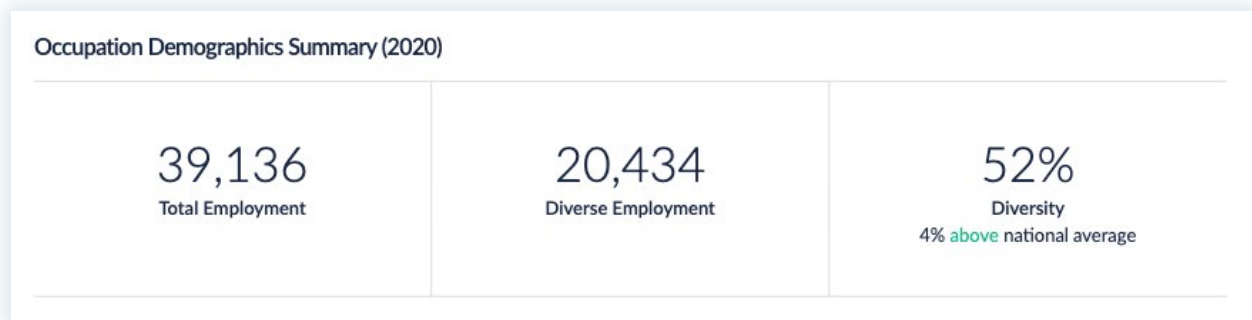 Occupation Demographics Summary (2020)
39,136
Total Employment
20,434
Diverse Employment
52%
Diversity
4% above national average